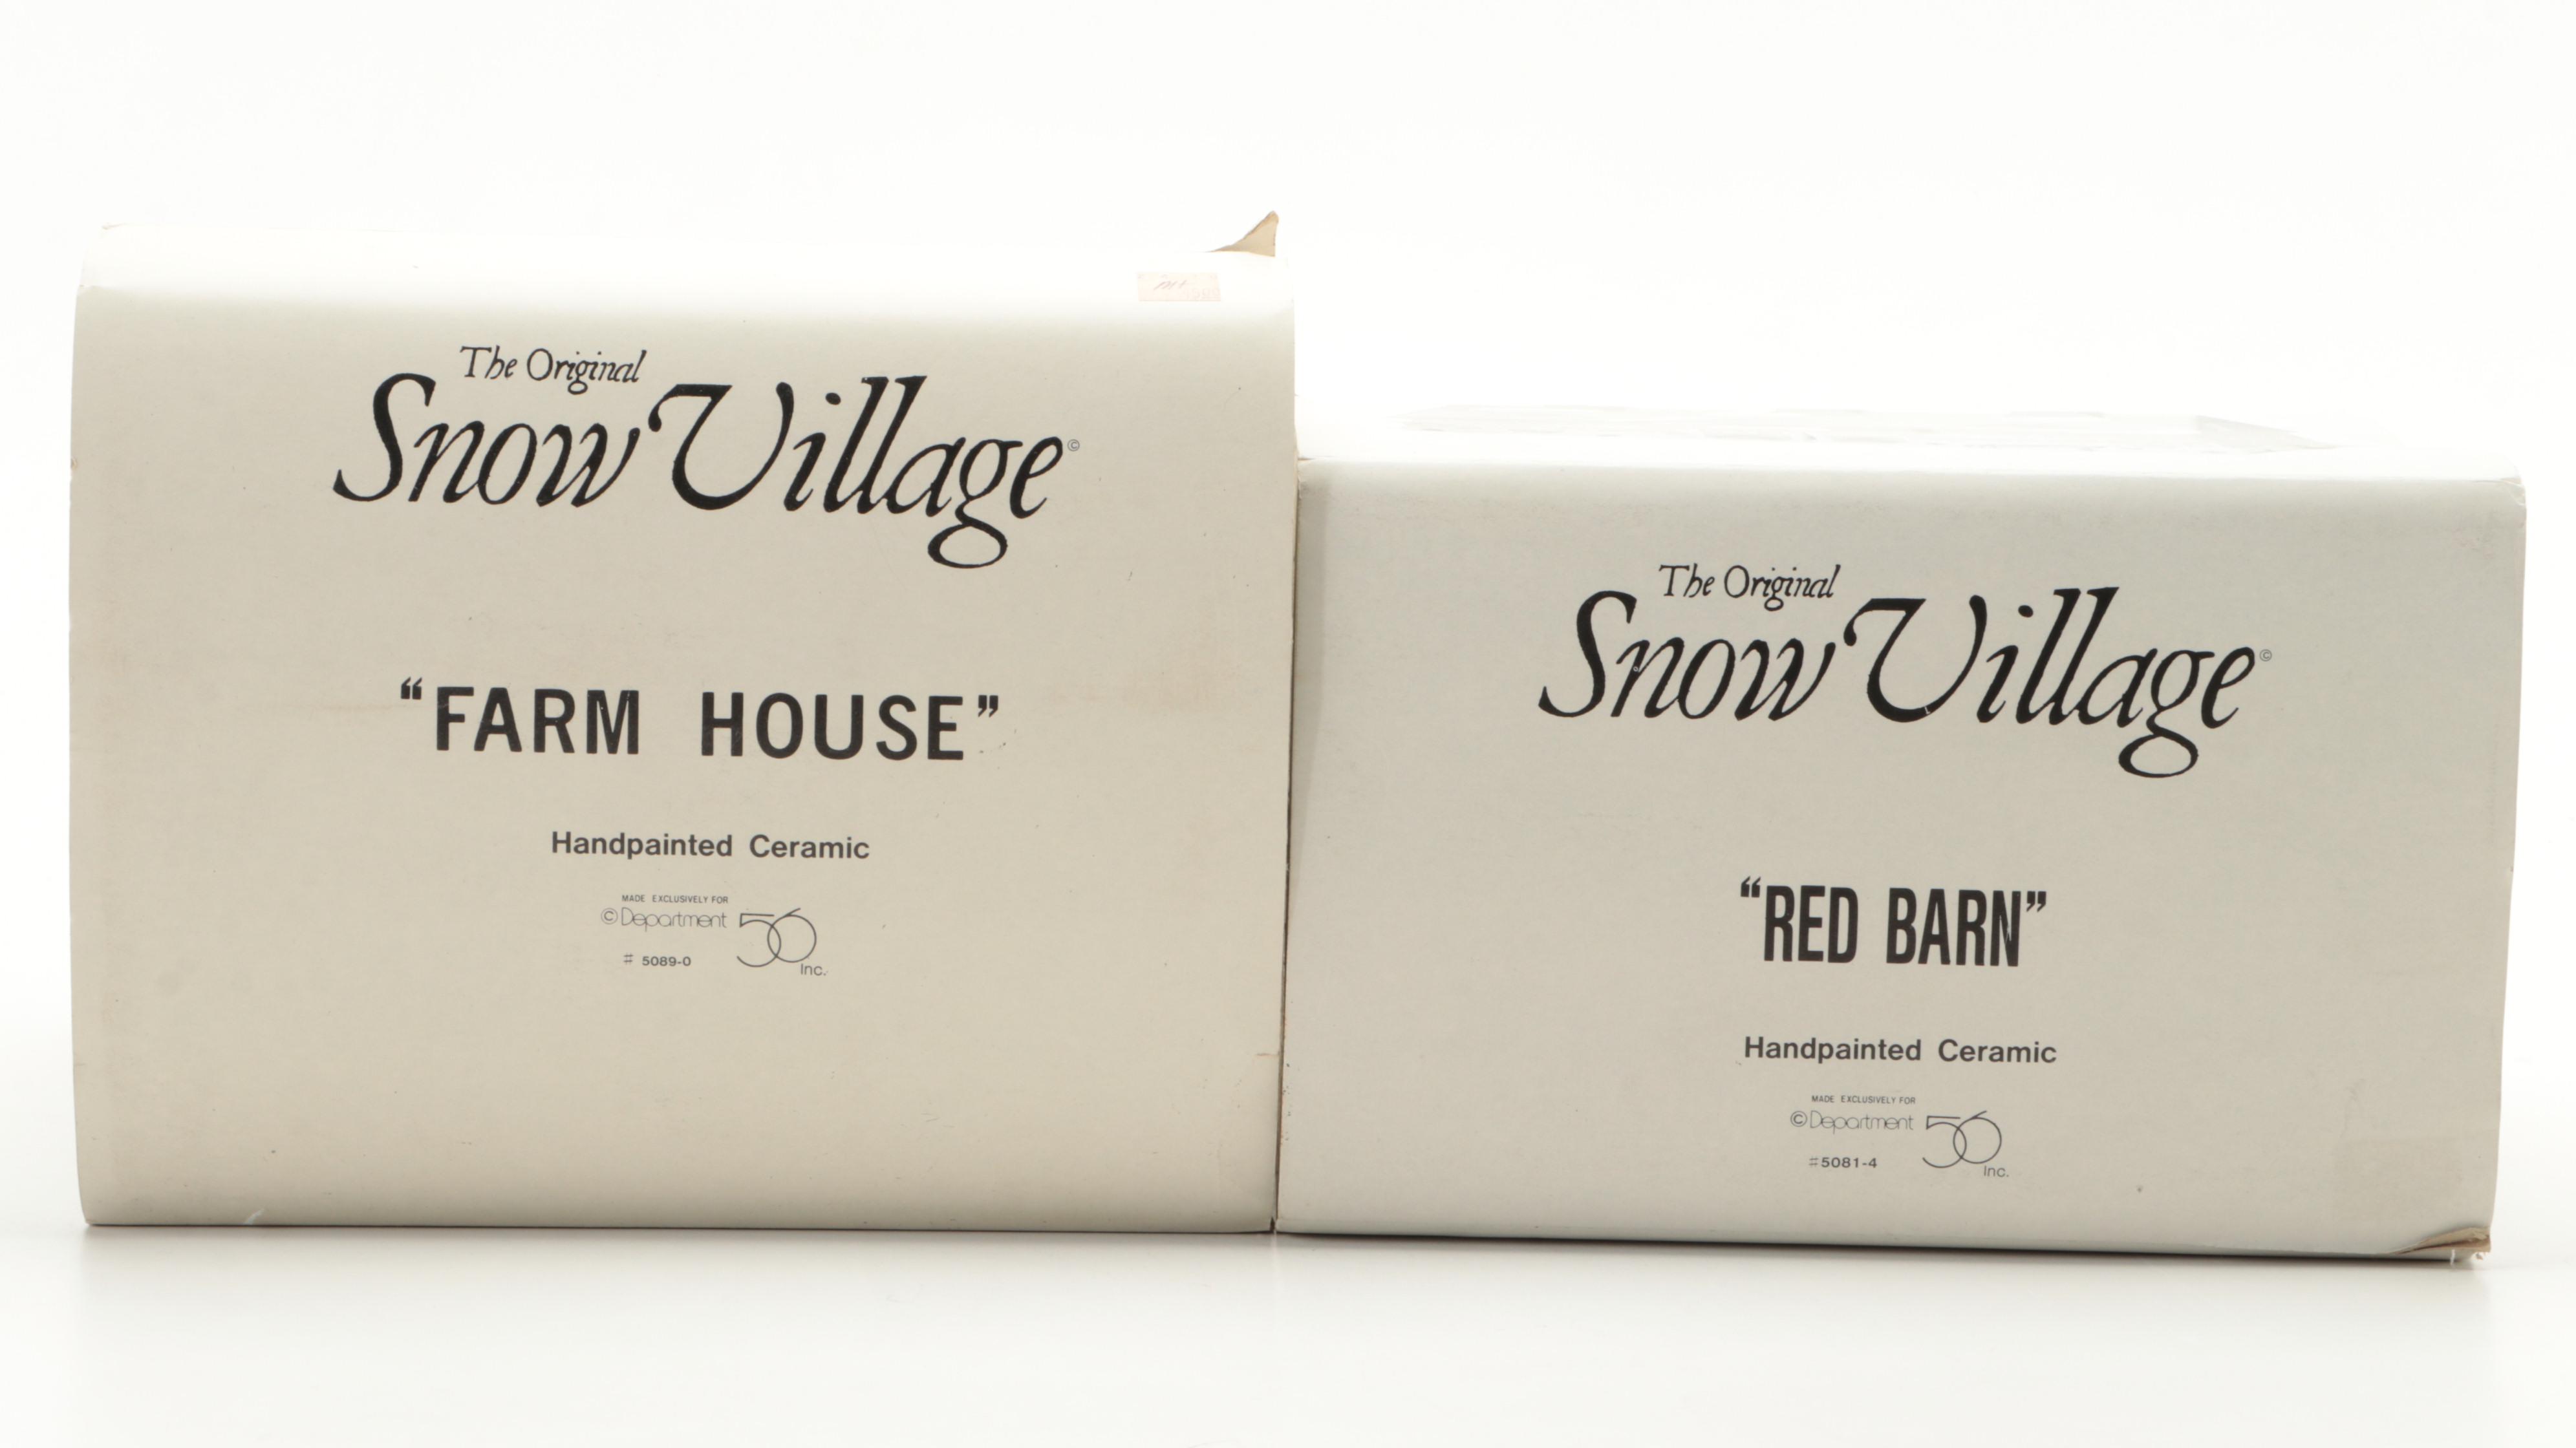 The Original
Snow Village©
“FARM HOUSE”
Handpainted Ceramic
MADE EXCLUSIVELY FOR
©Department 56
# 5089-0 Inc.
The Original
Snow Village©
“RED BARN”
Handpainted Ceramic
MADE EXCLUSIVELY FOR
©Department 56
#5081-4 Inc.